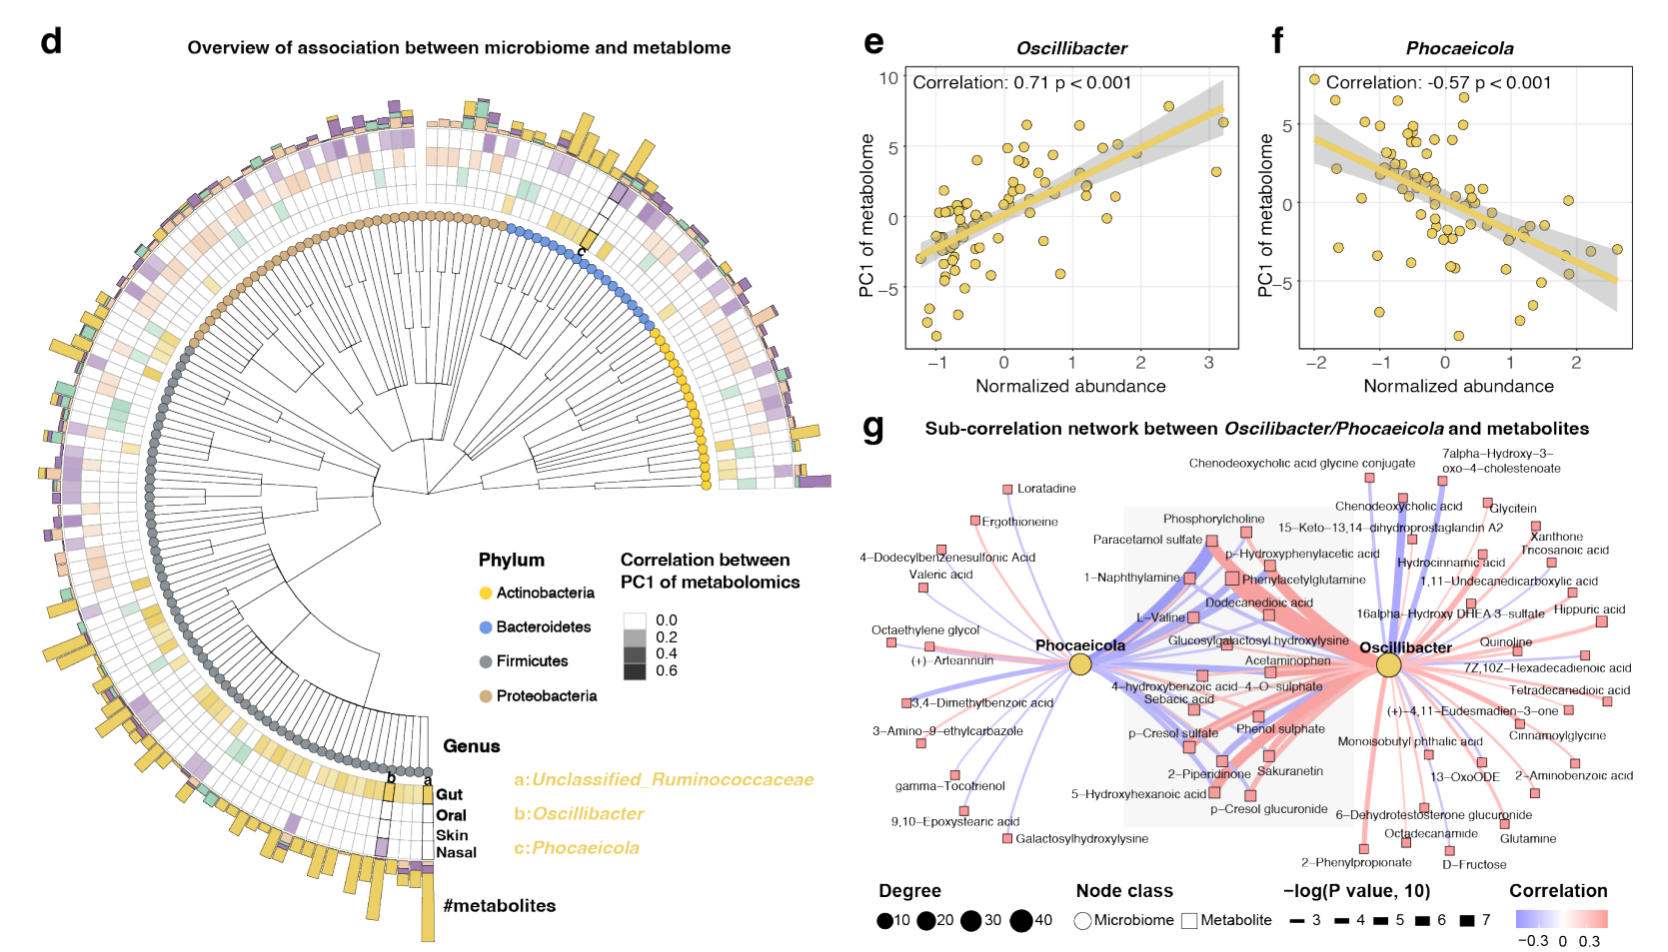 d
Overview of association between microbiome and metablome
c
Phylum
Actinobacteria
Bacteroidetes
Firmicutes
Proteobacteria
Correlation between
PC1 of metabolomics
0.0
0.2
0.4
0.6
Genus
a:Unclassified_Ruminococcaceae
b:Oscillibacter
c:Phocaeicola
b
a
Gut
Oral
Skin
Nasal
#metabolites
e
Oscillibacter
Correlation: 0.71 p < 0.001
PC1 of metabolome
10
5
0
−5
−1
0
1
2
3
Normalized abundance
f
Phocaeicola
Correlation: -0.57 p < 0.001
PC1 of metabolome
5
0
−5
−2
−1
0
1
2
Normalized abundance
g
Sub-correlation network between Oscilibacter/Phocaeicola and metabolites
Chenodeoxycholic acid glycine conjugate
7alpha−Hydroxy−3−
oxo−4−cholestenoate
Loratadine
Ergothioneine
4−Dodecylbenzenesulfonic Acid
Valeric acid
Octaethylene glycol
(+)−Arteannuin
3,4−Dimethylbenzoic acid
3−Amino−9−ethylcarbazole
gamma−Tocotrienol
9,10−Epoxystearic acid
Galactosylhydroxylysine
Phocaeicola
Phosphorylcholine
Paracetamol sulfate
p−Hydroxyphenylacetic acid
1−Naphthylamine
Phenylacetylglutamine
Dodecanedioic acid
L−Valine
Glucosylgalactosyl hydroxylysine
Acetaminophen
4−hydroxybenzoic acid−4−O−sulphate
Sebacic acid
Phenol sulphate
p−Cresol sulfate
2−Piperidinone
Sakuranetin
5−Hydroxyhexanoic acid
p−Cresol glucuronide
Oscillibacter
Chenodeoxycholic acid
Glycitein
15−Keto−13,14−dihydroprostaglandin A2
Xanthone
Tricosanoic acid
Hydrocinnamic acid
1,11−Undecanedicarboxylic acid
16alpha−Hydroxy DHEA 3−sulfate
Hippuric acid
Quinoline
7Z,10Z−Hexadecadienoic acid
Tetradecanedioic acid
(+)−4,11−Eudesmadien−3−one
Cinnamoylglycine
Monoisobutyl phthalic acid
13−OxoODE
2−Aminobenzoic acid
6−Dehydrotestosterone glucuronide
Octadecanamide
Glutamine
2−Phenylpropionate
D−Fructose
Degree
10
20
30
40
Node class
Microbiome
Metabolite
−log(P value, 10)
3
4
5
6
7
Correlation
−0.3 0 0.3